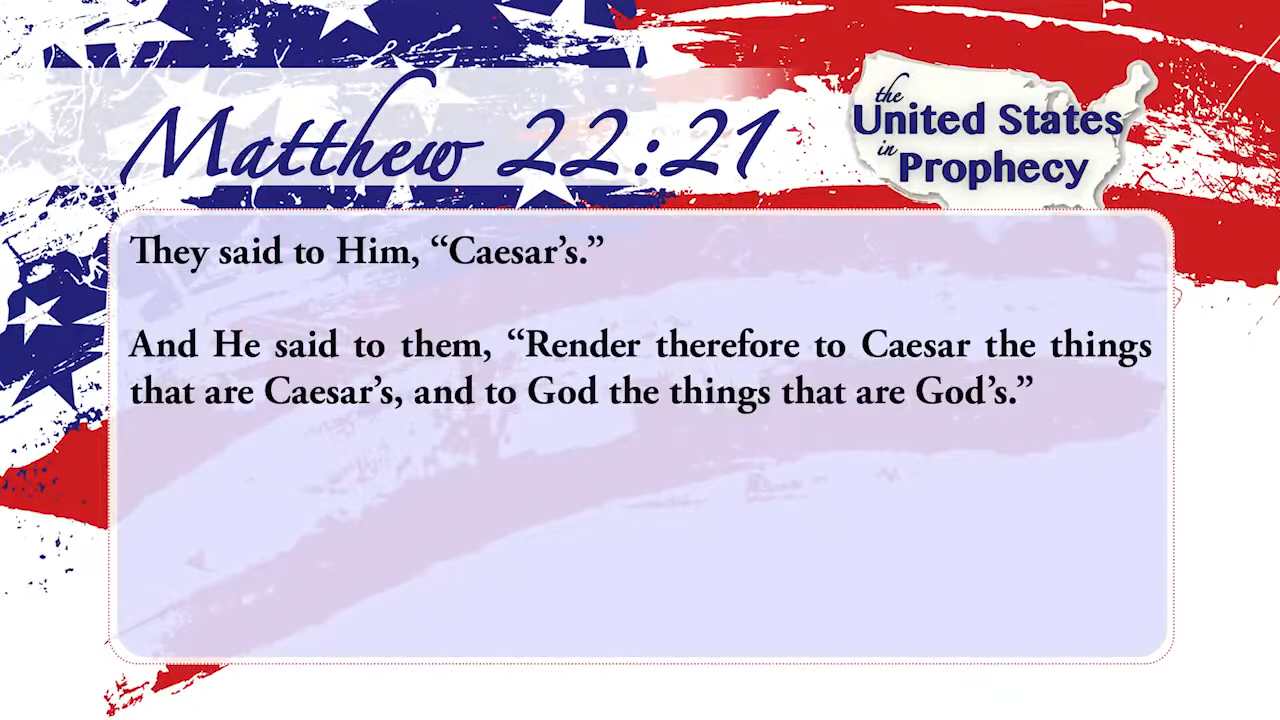 Matthew 22:21
the
United States
in Prophecy
They said to Him, “Caesar’s.”
And He said to them, “Render therefore to Caesar the things
that are Caesar’s, and to God the things that are God’s.”